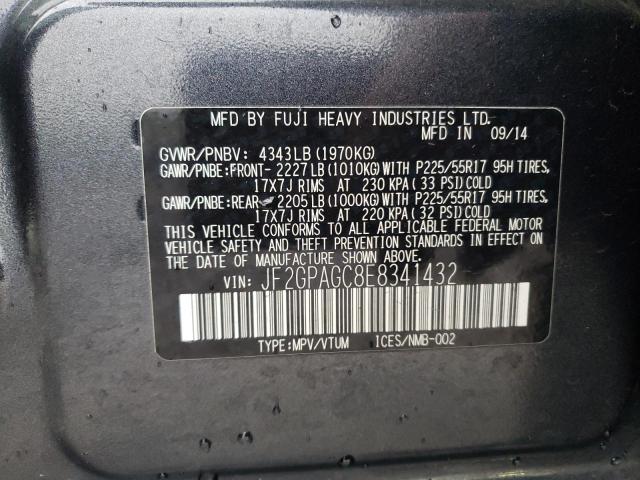 MFD BY FUJI HEAVY INDUSTRIES LTD.
MFD IN 09/14
GVWR/PNBV: 4343LB(1970KG)
GAWR/PNBE:FRONT- 2227LB(1010KG)WITH P225/55R17 95H TIRES,
17X7J RIMS AT 230 KPA(33 PSI)COLD
GAWR/PNBE:REAR- 2205LB(1000KG)WITH P225/55R17 95H TIRES,
17X7J RIMS AT 220 KPA(32 PSI)COLD
THIS VEHICLE CONFORMS TO ALL APPLICABLE FEDERAL MOTOR
VEHICLE SAFETY AND THEFT PREVENTION STANDARDS IN EFFECT ON
THE DATE OF MANUFACTURE SHOWN ABOVE.
VIN: JF2GPAGC8E8341432
TYPE:MPV/VTUM ICES/NMB-002